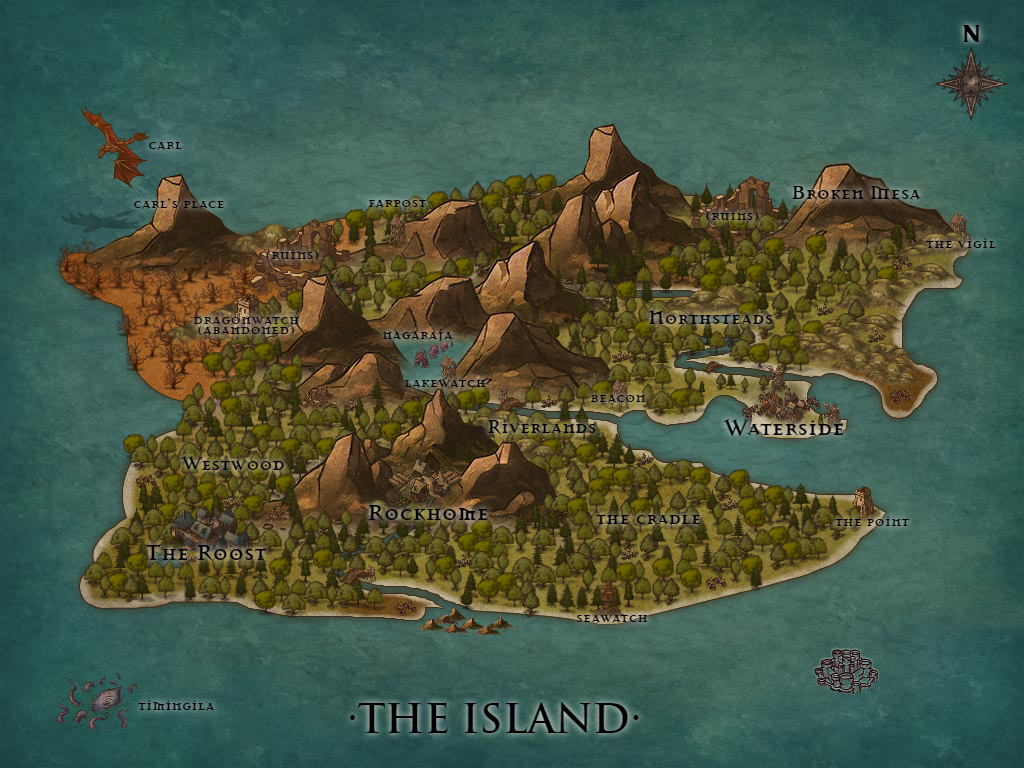 N
Carl
Carl's Place
Broken Mesa
Farpost
(Ruins)
The Vigil
(Ruins)
Dragonwatch
(Abandoned)
Northsteads
Nagaraja
Lakewatch
Beacon
Riverlands
Waterside
Westwood
Rockhome
The Cradle
The Point
The Roost
Seawatch
Timingila
·THE ISLAND·